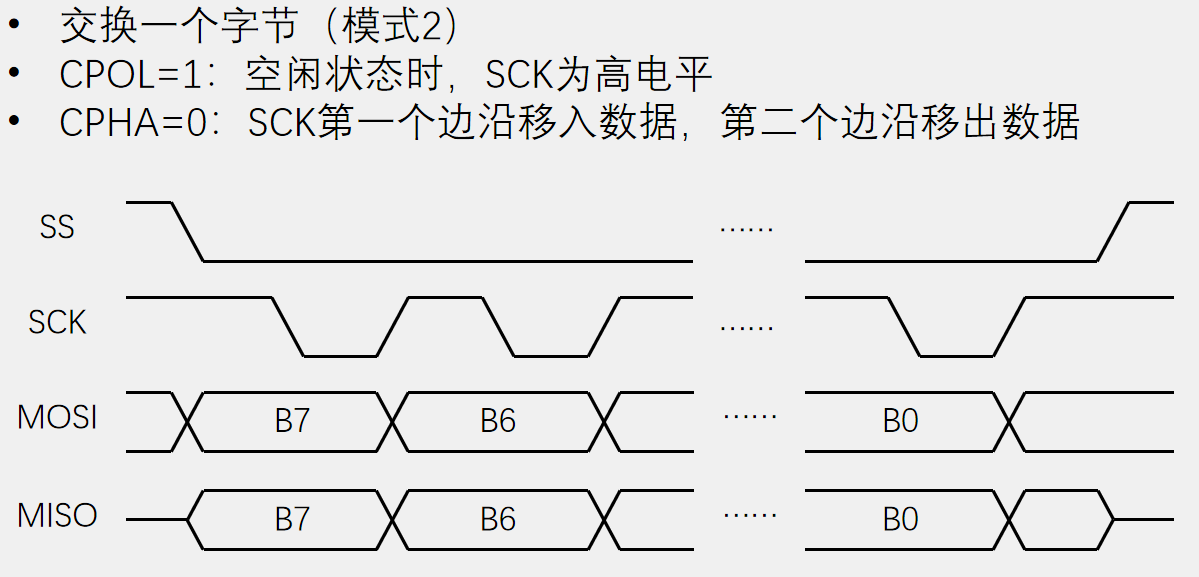 • 交换一个字节（模式2）
• CPOL=1：空闲状态时，SCK为高电平
• CPHA=0：SCK第一个边沿移入数据，第二个边沿移出数据
SS ……
SCK ……
MOSI B7 B6 …… B0
MISO B7 B6 …… B0